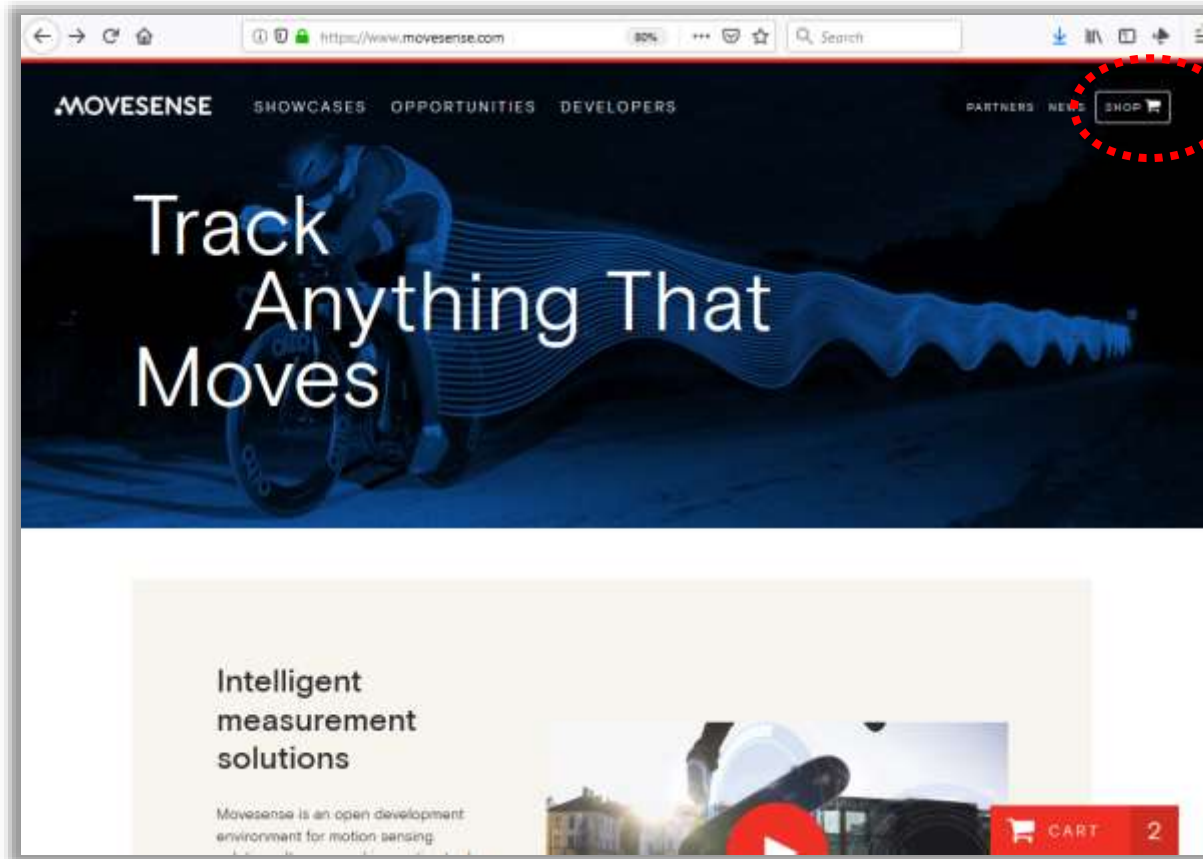 https://www.movesense.com
80%
Search
MOVESENSE SHOWCASES OPPORTUNITIES DEVELOPERS PARTNERS NEWS SHOP
Track
Anything That
Moves
Intelligent
measurement
solutions
Movesense is an open development
environment for motion sensing
CART 2